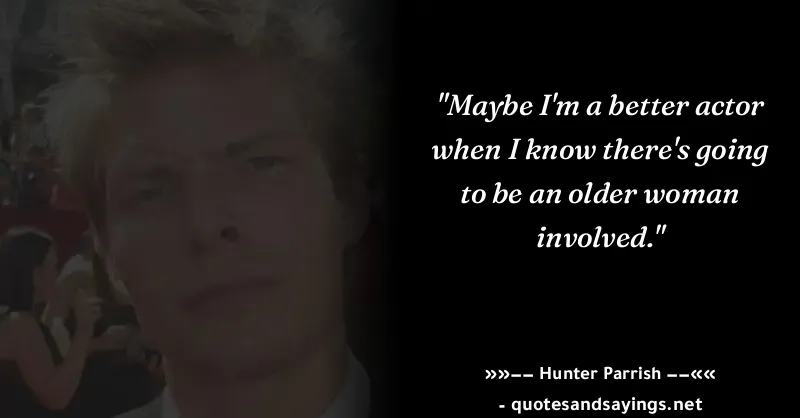 "Maybe I'm a better actor
when I know there's going
to be an older woman
involved."
»»–– Hunter Parrish ––««
- quotesandsayings.net